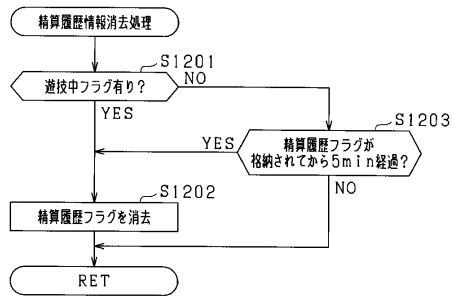 精算履歴情報消去処理
S1201
遊技中フラグ有り?
NO
YES
S1203
精算履歴フラグが
格納されてから5min経過?
YES
NO
S1202
精算履歴フラグを消去
RET